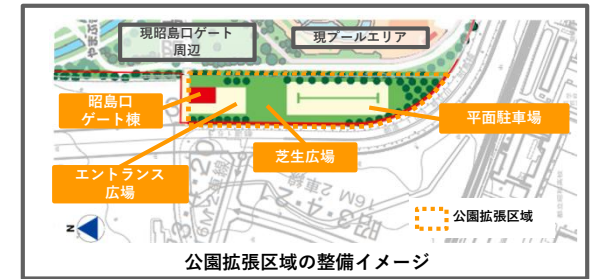 現昭島口ゲート
周辺
現プールエリア
昭島口
ゲート棟
平面駐車場
芝生広場
エントランス
広場
公園拡張区域
N
公園拡張区域の整備イメージ